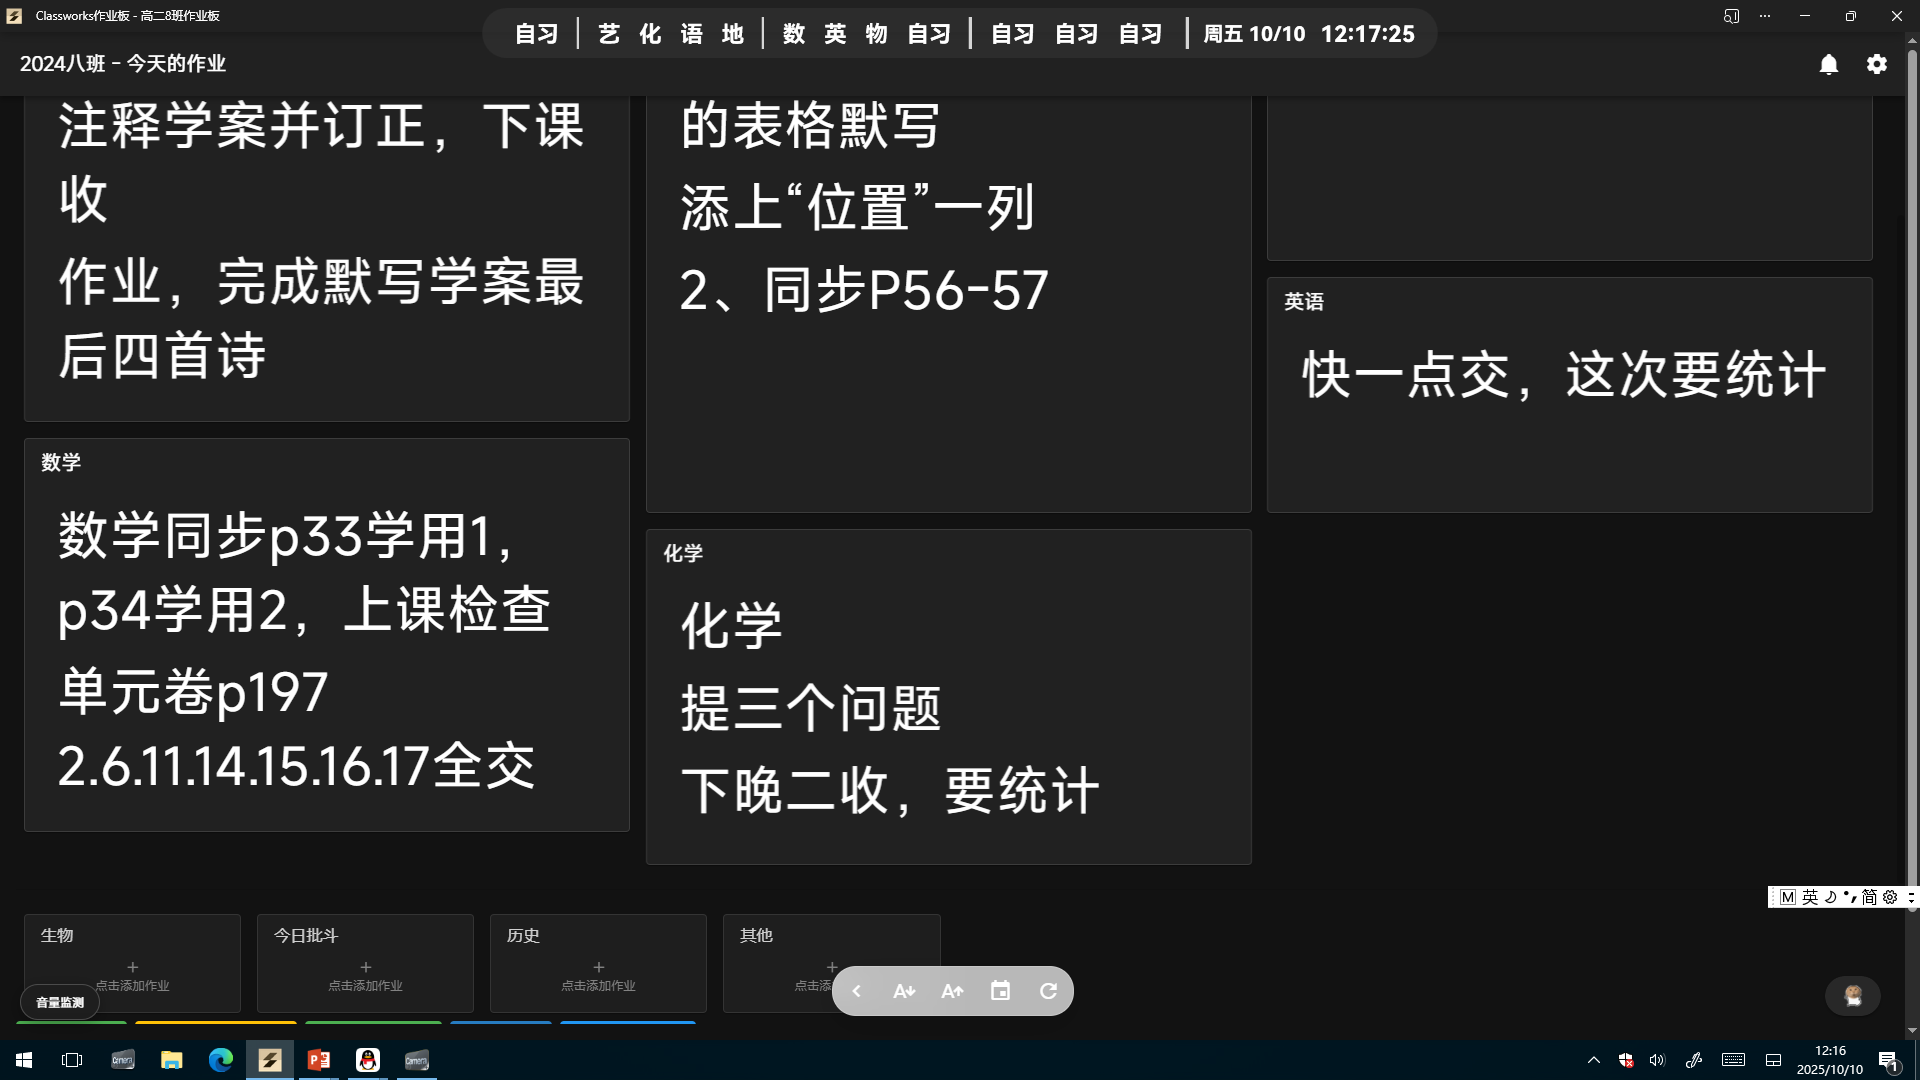 Classworks作业板 - 高二8班作业板
自习 | 艺 化 语 地 | 数 英 物 自习 | 自习 自习 自习 | 周五 10/10 12:17:25
2024八班 - 今天的作业
注释学案并订正，下课
收
作业，完成默写学案最
后四首诗
数学
数学同步p33学用1，
p34学用2，上课检查
单元卷p197
2.6.11.14.15.16.17全交
的表格默写
添上“位置”一列
2、同步P56-57
化学
化学
提三个问题
下晚二收，要统计
英语
快一点交，这次要统计
生物
点击添加作业
今日批斗
点击添加作业
历史
点击添加作业
其他
点击添
音量监测
M 英 简
12:16
2025/10/10
1